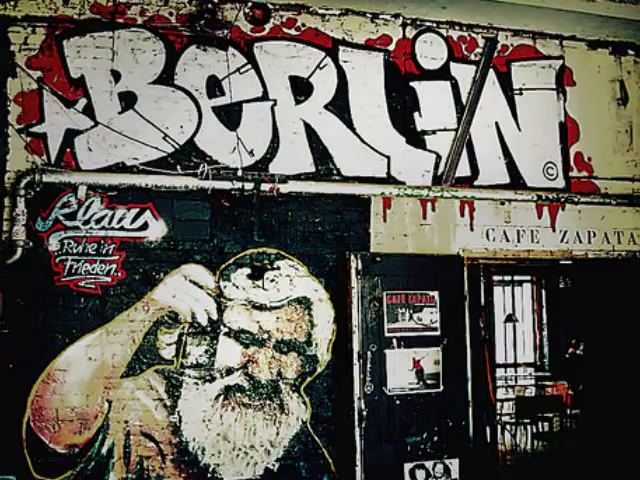 BERLIN
©
Klaus
Ruhe in
Frieden.
CAFE ZAPATA
CAFE ZAPATA